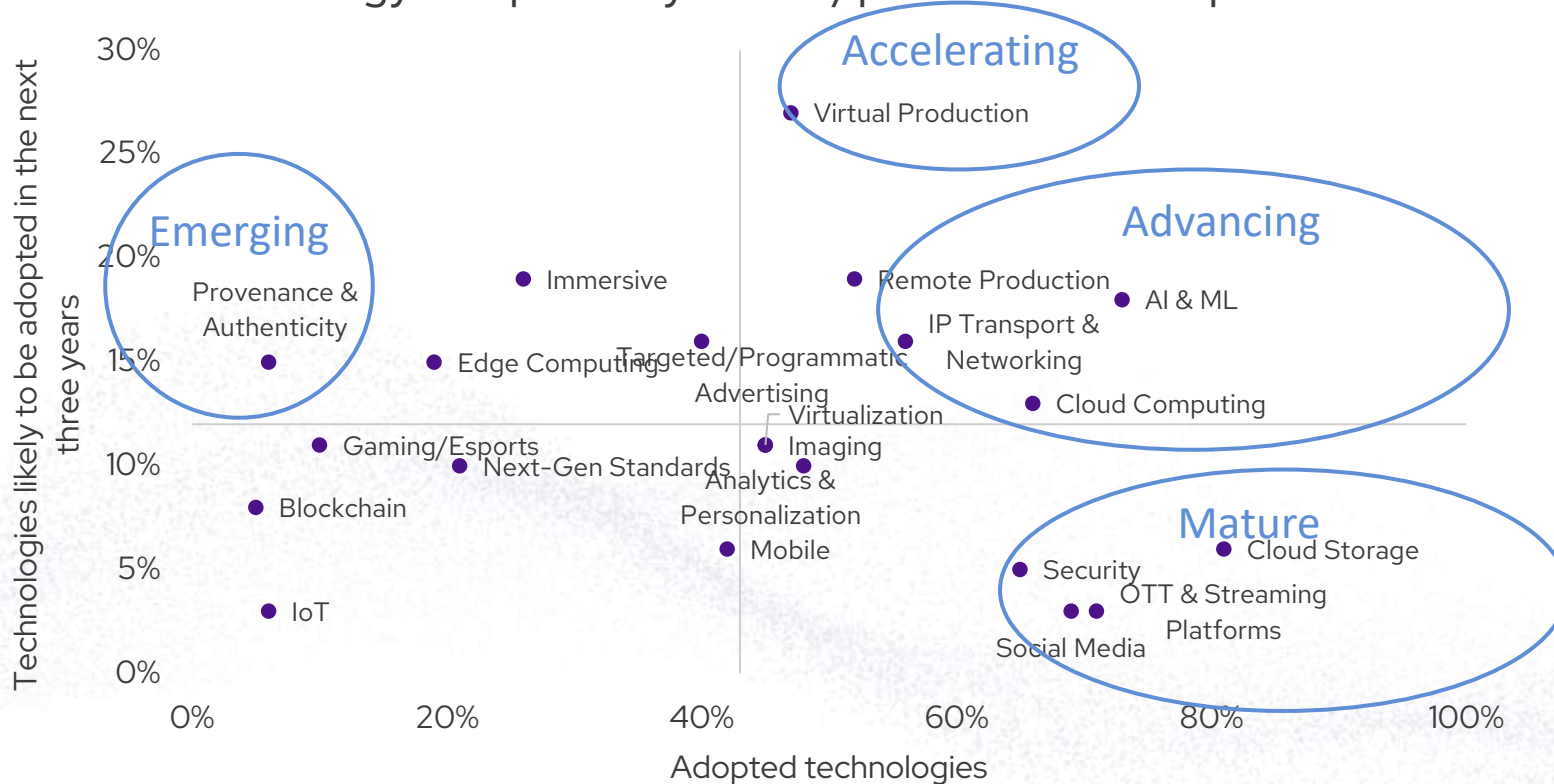 Accelerating
30%
Virtual Production
25%
Emerging
Advancing
20%
Provenance &
Authenticity
Immersive
Remote Production
AI & ML
IP Transport &
Networking
15%
Edge Computing
Targeted/Programmatic
Advertising
Cloud Computing
Virtualization
Imaging
Gaming/Esports
10%
Next-Gen Standards
Analytics &
Personalization
Blockchain
Mature
Cloud Storage
Mobile
5%
Security
OTT & Streaming
Platforms
IoT
Social Media
0%
0%
20%
40%
60%
80%
100%
Adopted technologies
Technologies likely to be adopted in the next
three years